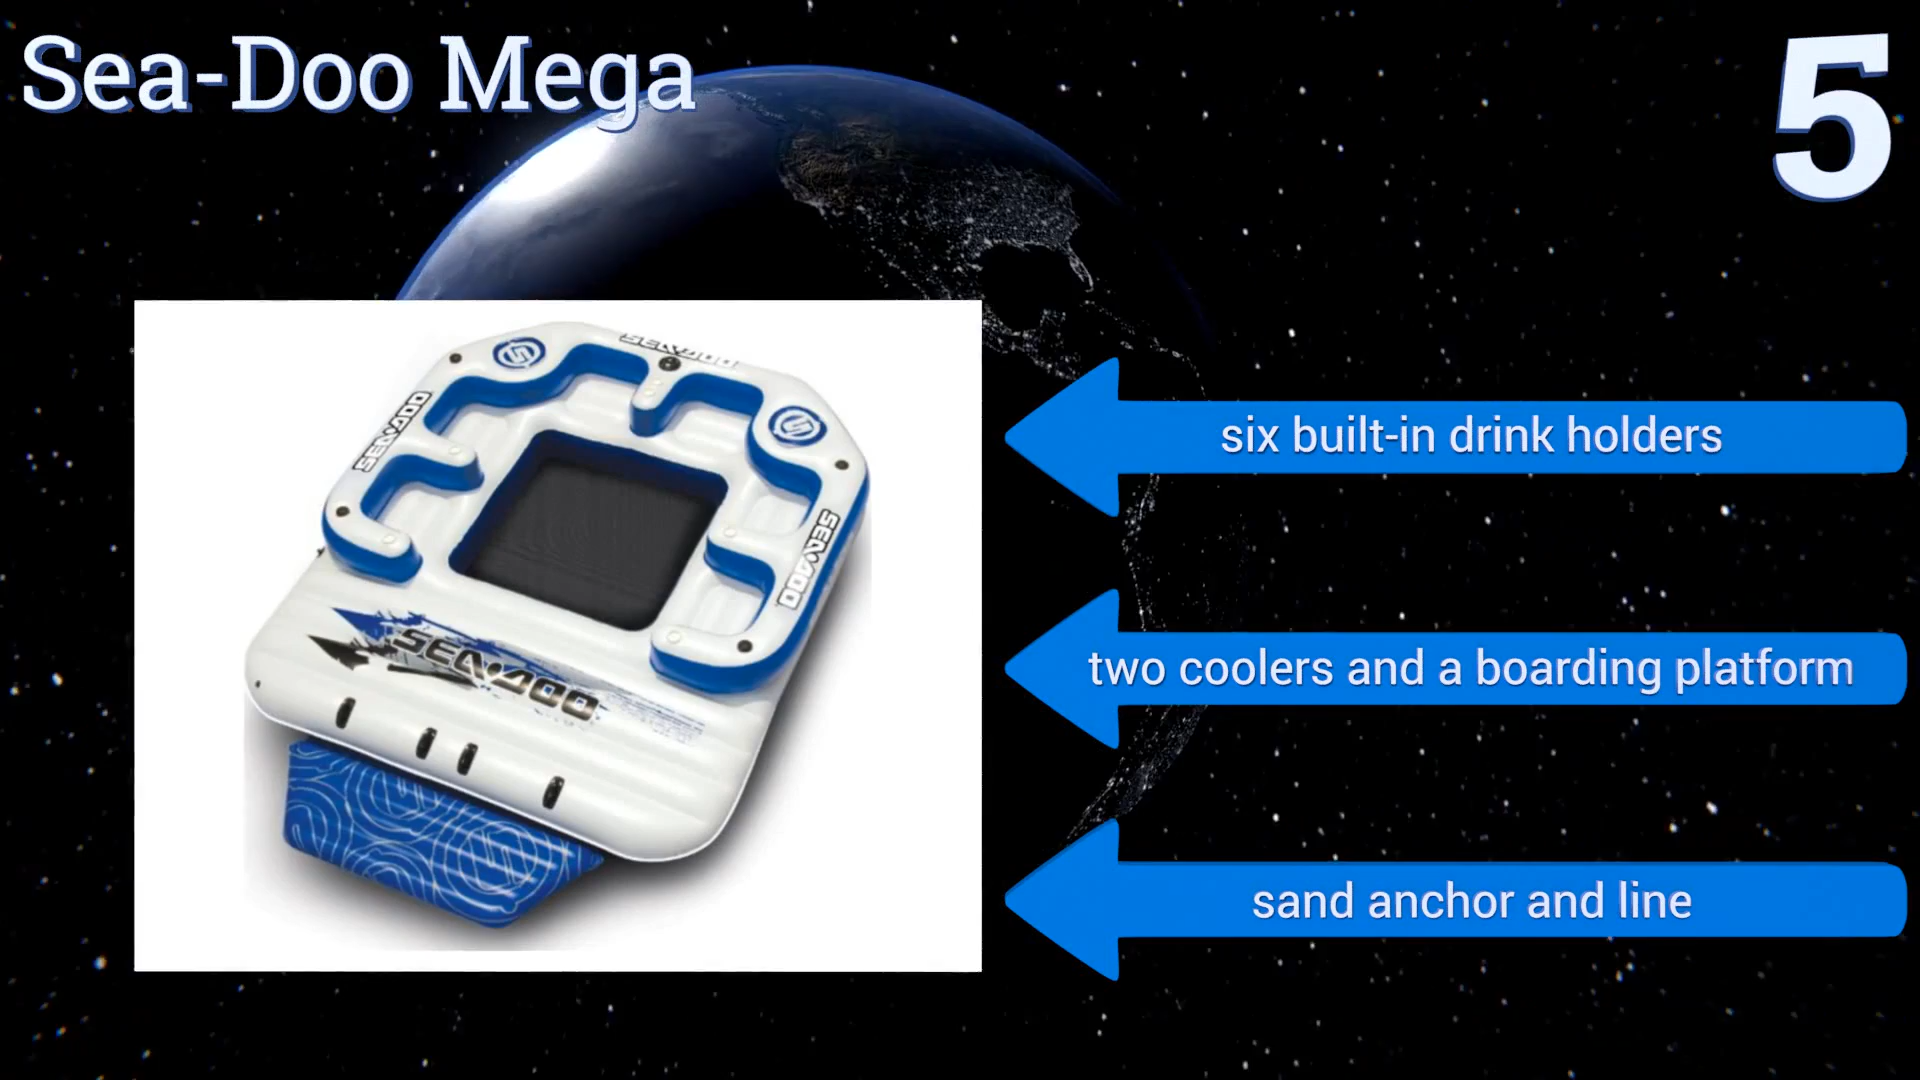 Sea-Doo Mega
5
SEA-DOO
SEA-DOO
SEA-DOO
SEA-DOO
six built-in drink holders
two coolers and a boarding platform
sand anchor and line